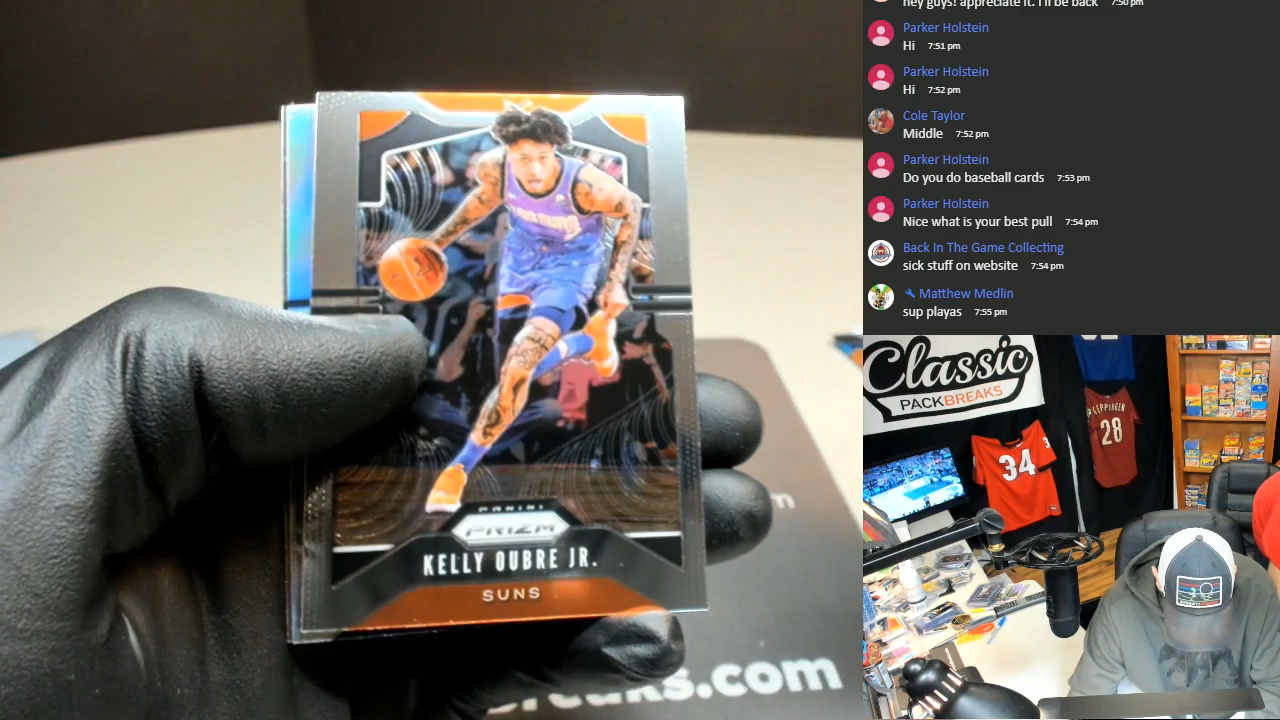 PANINI
PRIZM
KELLY OUBRE JR.
SUNS
reaks.com
hey guys! appreciate it. I'll be back 7:50 pm
Parker Holstein
Hi 7:51 pm
Parker Holstein
Hi 7:52 pm
Cole Taylor
Middle 7:52 pm
Parker Holstein
Do you do baseball cards 7:53 pm
Parker Holstein
Nice what is your best pull 7:54 pm
Back In The Game Collecting
sick stuff on website 7:54 pm
Matthew Medlin
sup playas 7:55 pm
Classic
PACKBREAKS
34
3
KEPPINGER
28